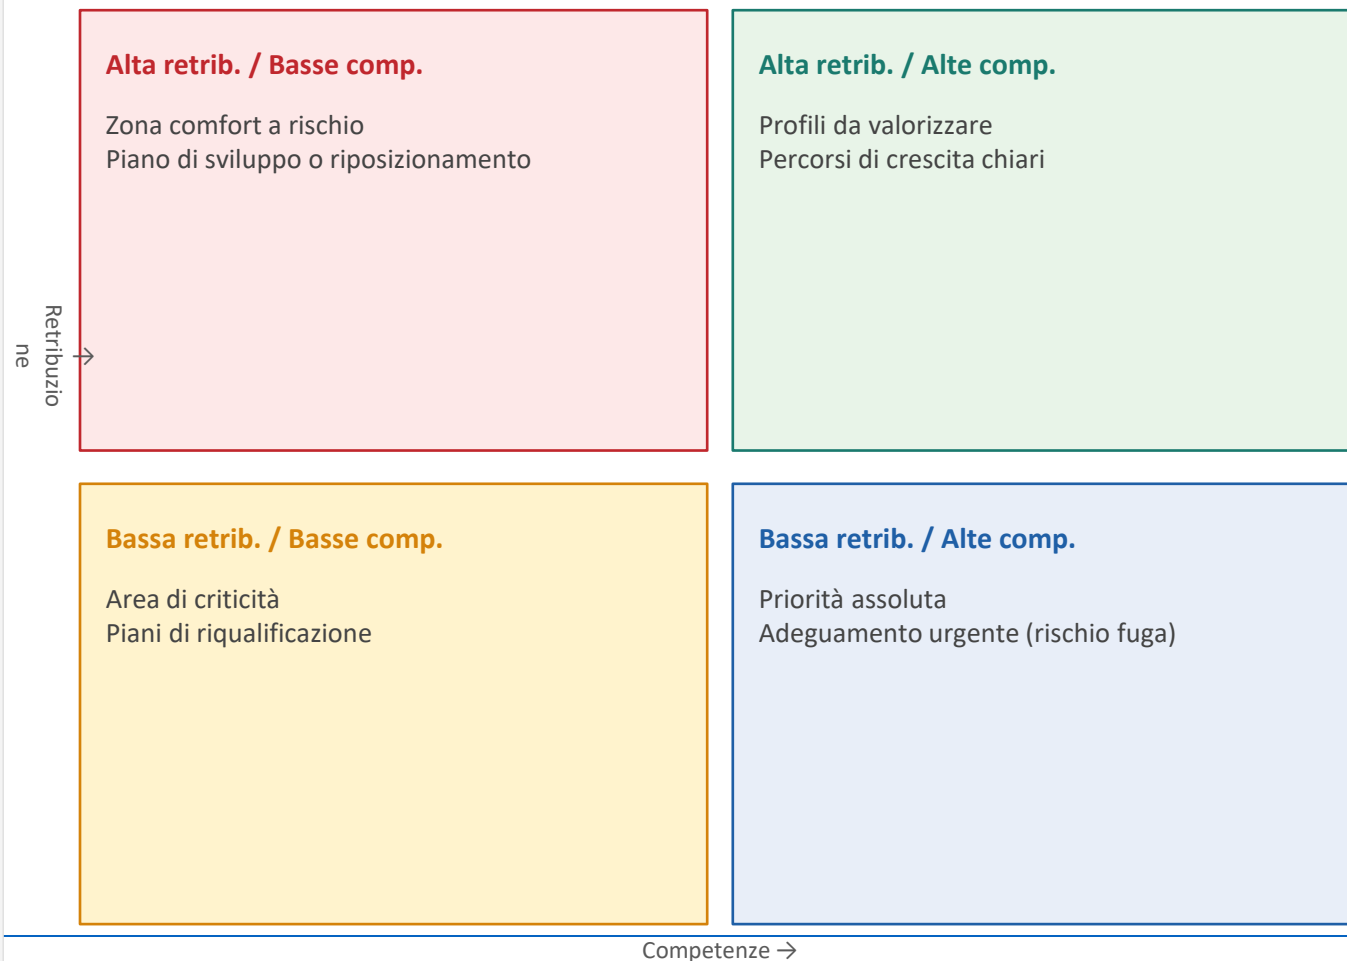 Alta retrib. / Basse comp.
Zona comfort a rischio
Piano di sviluppo o riposizionamento
Alta retrib. / Alte comp.
Profili da valorizzare
Percorsi di crescita chiari
Retribuzio
ne →
Bassa retrib. / Basse comp.
Area di criticità
Piani di riqualificazione
Bassa retrib. / Alte comp.
Priorità assoluta
Adeguamento urgente (rischio fuga)
Competenze →